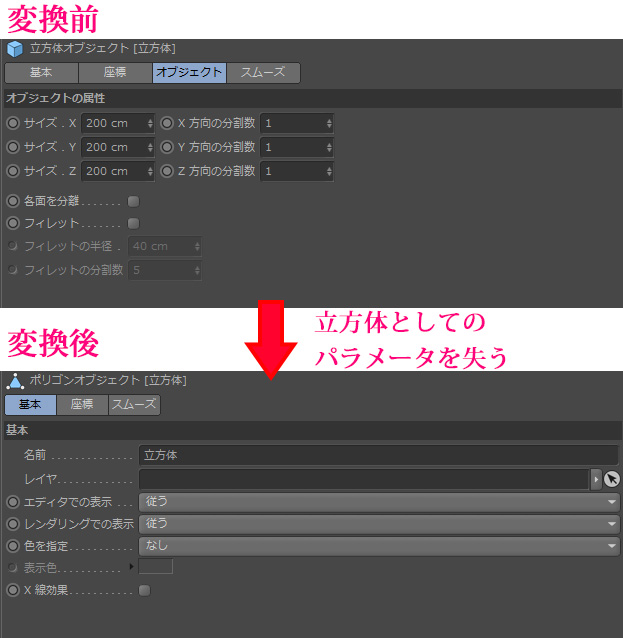 変換前
立方体オブジェクト [立方体]
基本 座標 オブジェクト スムーズ
オブジェクトの属性
サイズ . X 200 cm X 方向の分割数 1
サイズ . Y 200 cm Y 方向の分割数 1
サイズ . Z 200 cm Z 方向の分割数 1
各面を分離 . . . . . . .
フィレット . . . . . . .
フィレットの半径 . 40 cm
フィレットの分割数 5
立方体としての
パラメータを失う
変換後
ポリゴンオブジェクト [立方体]
基本 座標 スムーズ
基本
名前 . . . . . . . . . . . . . 立方体
レイヤ. . . . . . . . . . . . .
エディタでの表示 . . . 従う
レンダリングでの表示 従う
色を指定. . . . . . . . . . . なし
表示色. . . . . . . . . . . .
X 線効果. . . . . . . . . . .